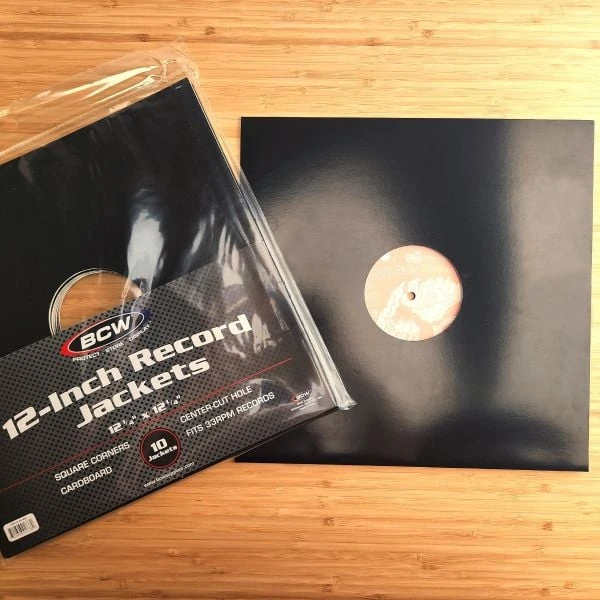 BCW
PROTECT · STORE · DISPLAY
12-Inch Record
Jackets
12 1/4" x 12 1/4"
SQUARE CORNERS
CARDBOARD
10
Jackets
CENTER-CUT HOLE
FITS 33RPM RECORDS
BCW